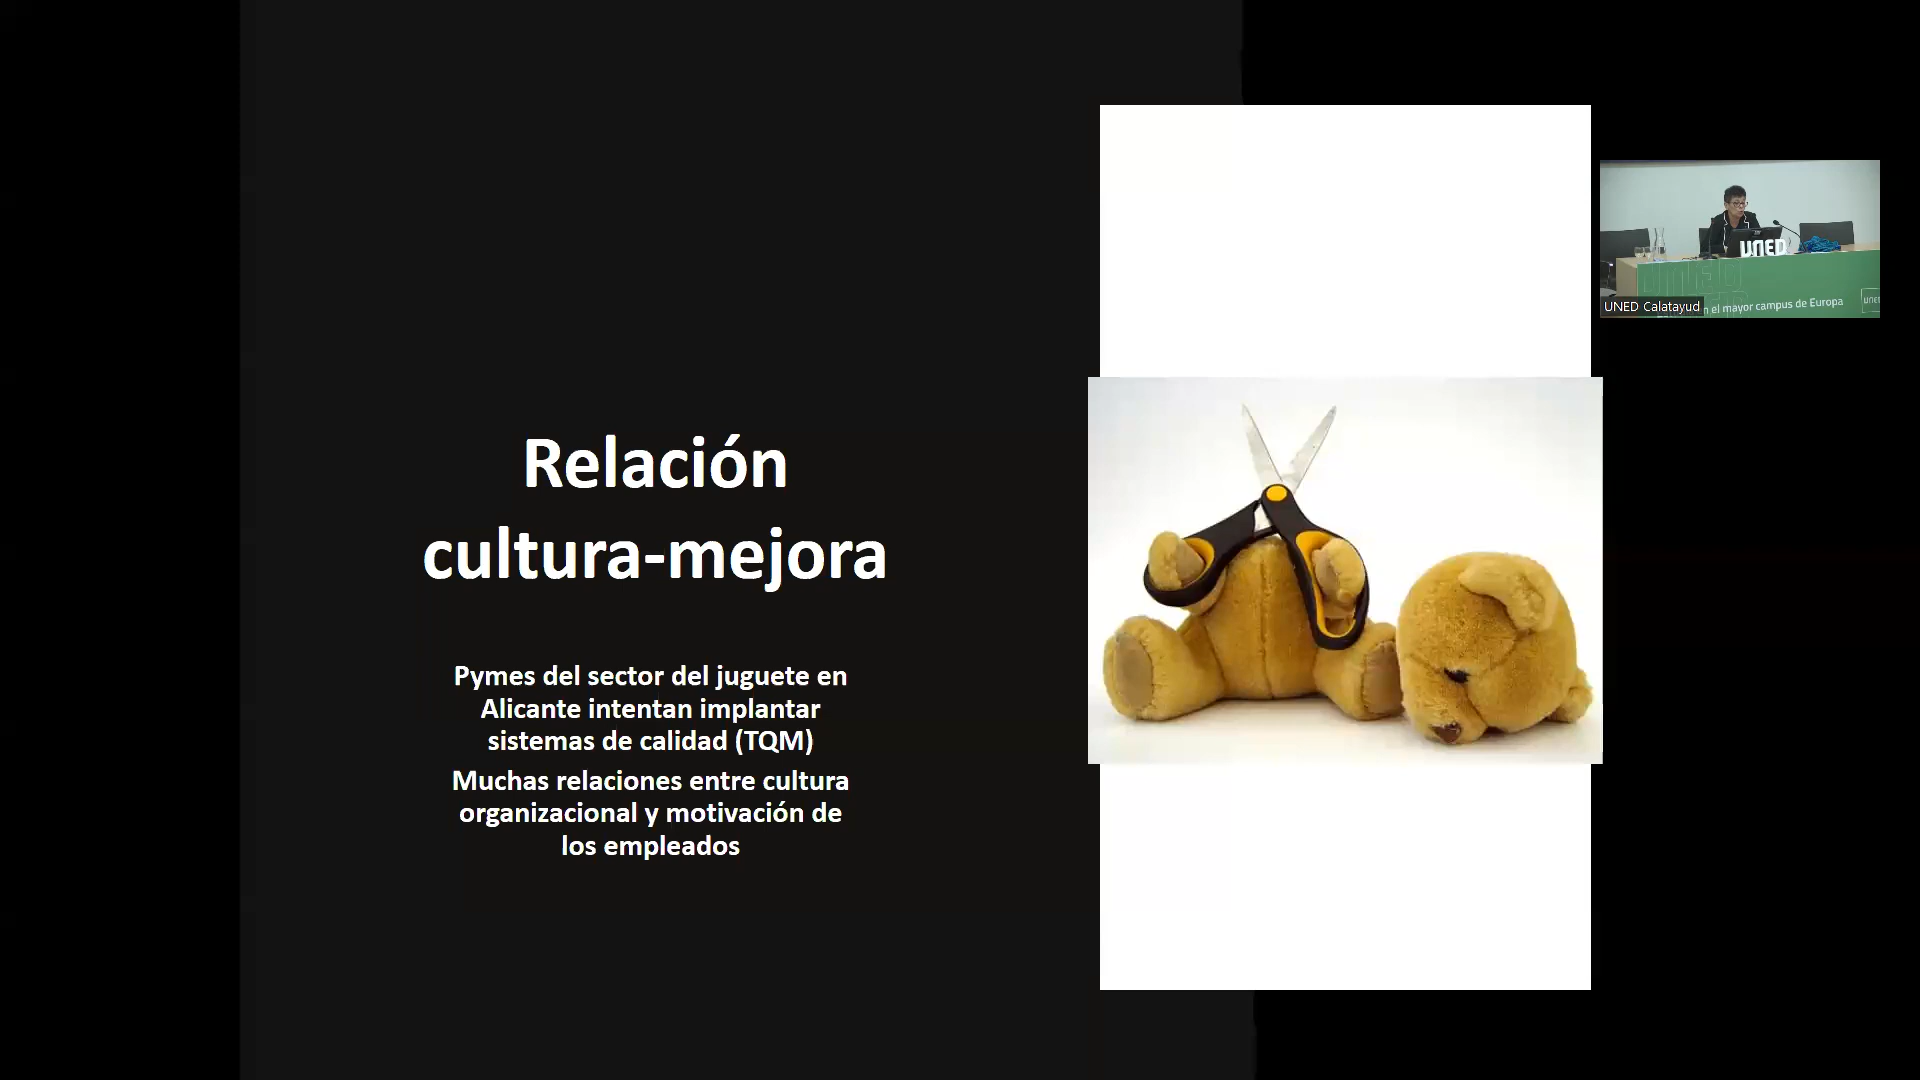 Relación
cultura-mejora
Pymes del sector del juguete en
Alicante intentan implantar
sistemas de calidad (TQM)
Muchas relaciones entre cultura
organizacional y motivación de
los empleados
UNED
UNED Calatayud
el mayor campus de Europa